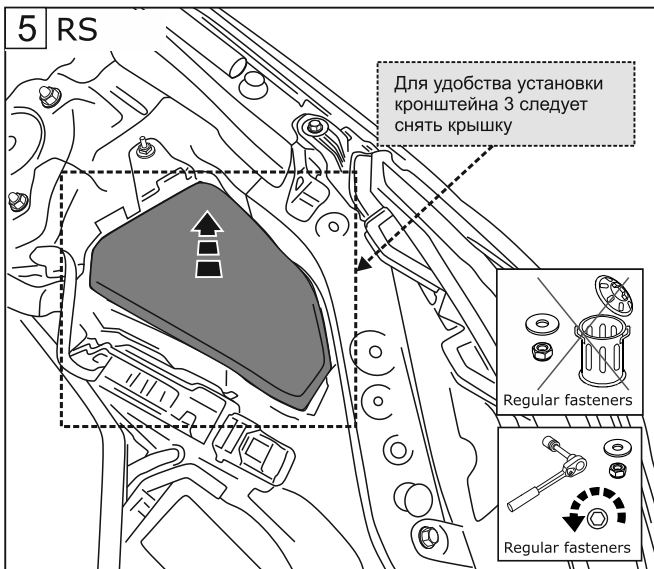 5 RS
Для удобства установки
кронштейна 3 следует
снять крышку
Regular fasteners
Regular fasteners